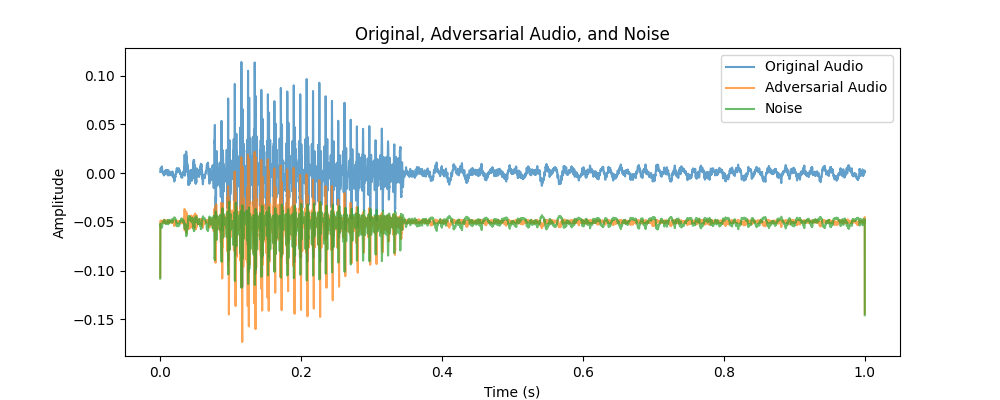 Original, Adversarial Audio, and Noise
Original Audio
Adversarial Audio
Noise
Amplitude
0.10
0.05
0.00
−0.05
−0.10
−0.15
0.0 0.2 0.4 0.6 0.8 1.0
Time (s)